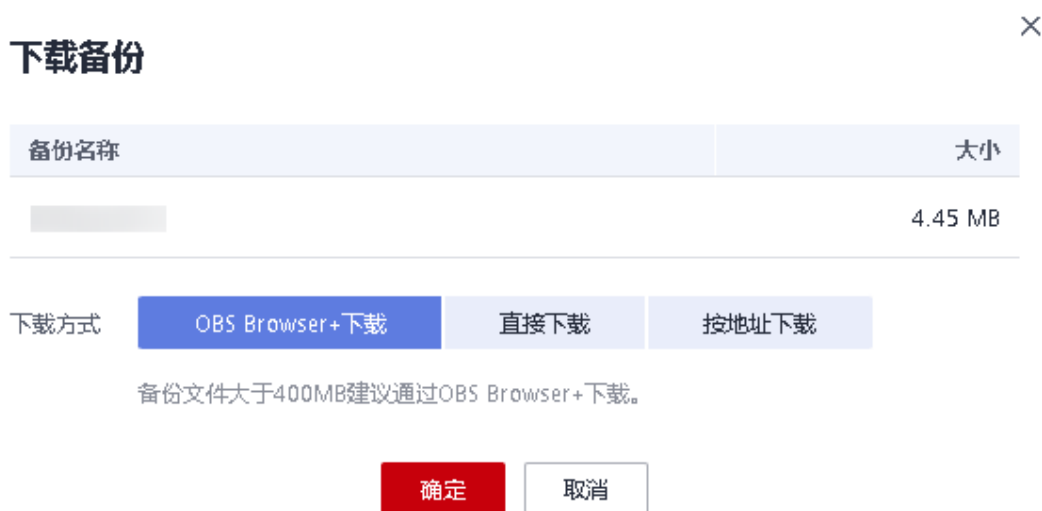 下载备份
备份名称 大小
4.45 MB
下载方式 OBS Browser+下载 直接下载 按地址下载
备份文件大于400MB建议通过OBS Browser+下载。
确定 取消